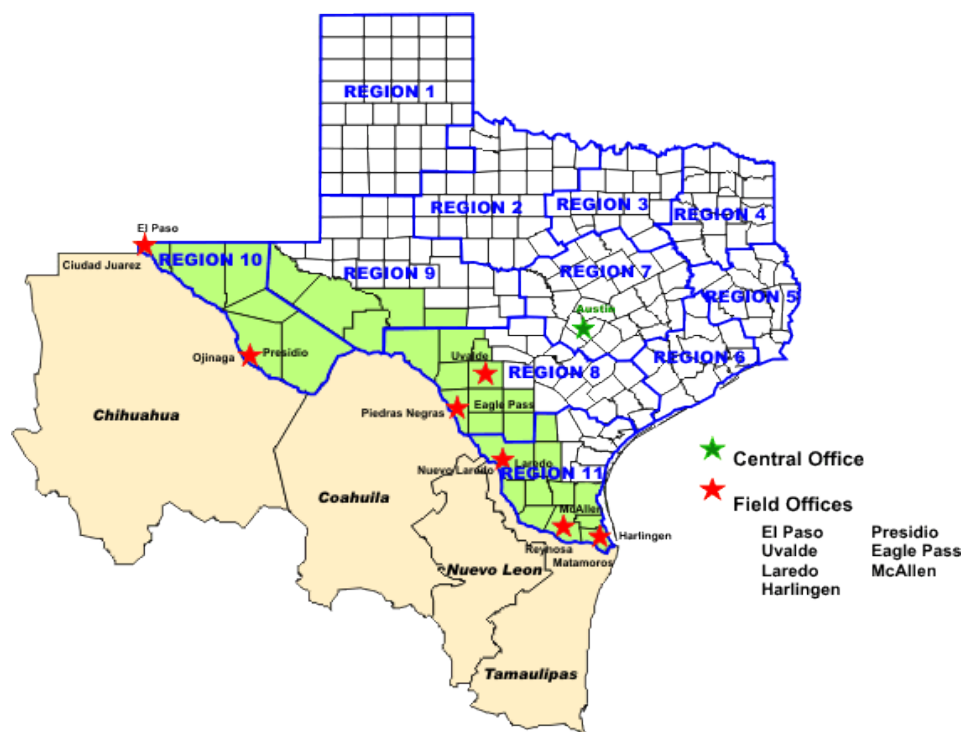 REGION 1
REGION 2
REGION 3
REGION 4
El Paso
REGION 10
Ciudad Juarez
REGION 9
REGION 7
REGION 5
Austin
Ojinaga
Presidio
Uvalde
REGION 8
REGION 6
Chihuahua
Piedras Negras
Eagle Pass
Nuevo Laredo
Laredo
REGION 11
Coahuila
McAllen
Harlingen
Reynosa
Matamoros
Nuevo Leon
Tamaulipas
Central Office
Field Offices
El Paso Presidio
Uvalde Eagle Pass
Laredo McAllen
Harlingen